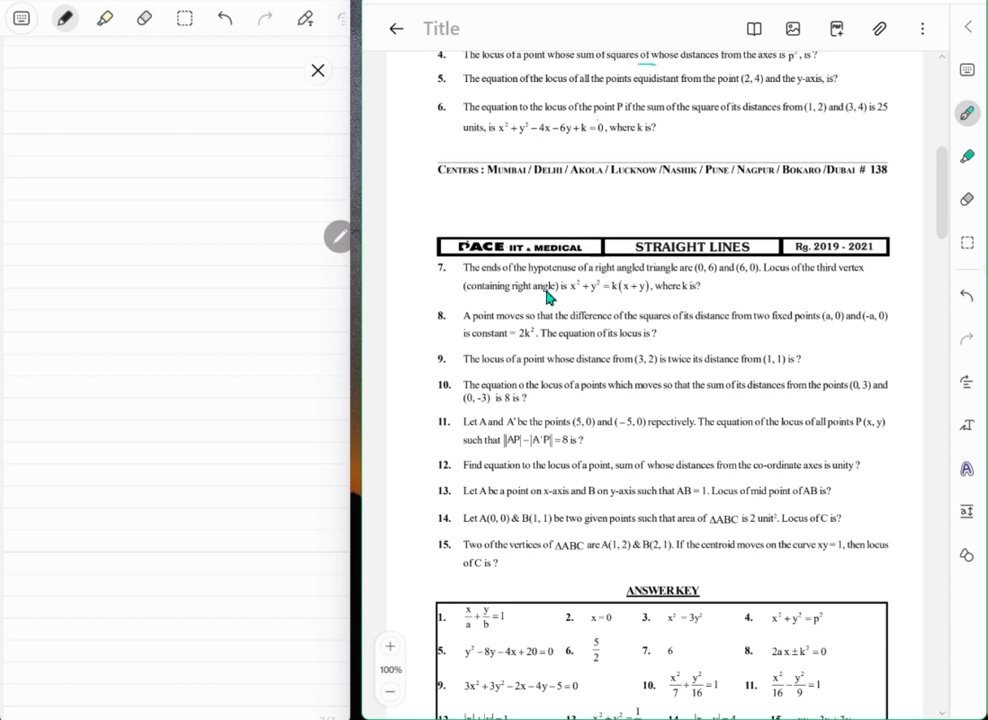 Title
4. The locus of a point whose sum of squares of whose distances from the axes is p², is ?
5. The equation of the locus of all the points equidistant from the point (2, 4) and the y-axis, is?
6. The equation to the locus of the point P if the sum of the square of its distances from (1, 2) and (3, 4) is 25
units, is x² + y² − 4x − 6y + k = 0, where k is?
CENTERS : MUMBAI / DELHI / AKOLA / LUCKNOW /NASHIK / PUNE / NAGPUR / BOKARO /DUBAI # 138
PACE IIT & MEDICAL STRAIGHT LINES Rg. 2019 - 2021
7. The ends of the hypotenuse of a right angled triangle are (0, 6) and (6, 0). Locus of the third vertex
(containing right angle) is x² + y² = k(x + y), where k is?
8. A point moves so that the difference of the squares of its distance from two fixed points (a, 0) and (-a, 0)
is constant = 2k². The equation of its locus is ?
9. The locus of a point whose distance from (3, 2) is twice its distance from (1, 1) is ?
10. The equation o the locus of a points which moves so that the sum of its distances from the points (0, 3) and
(0, -3) is 8 is ?
11. Let A and A' be the points (5, 0) and (− 5, 0) repectively. The equation of the locus of all points P (x, y)
such that ||AP| − |A'P|| = 8 is ?
12. Find equation to the locus of a point, sum of whose distances from the co-ordinate axes is unity ?
13. Let A be a point on x-axis and B on y-axis such that AB = 1. Locus of mid point of AB is?
14. Let A(0, 0) & B(1, 1) be two given points such that area of ΔABC is 2 unit². Locus of C is?
15. Two of the vertices of ΔABC are A(1, 2) & B(2, 1). If the centroid moves on the curve xy = 1, then locus
of C is ?
ANSWER KEY
1. x/a + y/b = 1 2. x = 0 3. x² = 3y² 4. x² + y² = p²
5. y² − 8y − 4x + 20 = 0 6. 5/2 7. 6 8. 2ax ± k² = 0
9. 3x² + 3y² − 2x − 4y − 5 = 0 10. x²/7 + y²/16 = 1 11. x²/16 − y²/9 = 1
100%